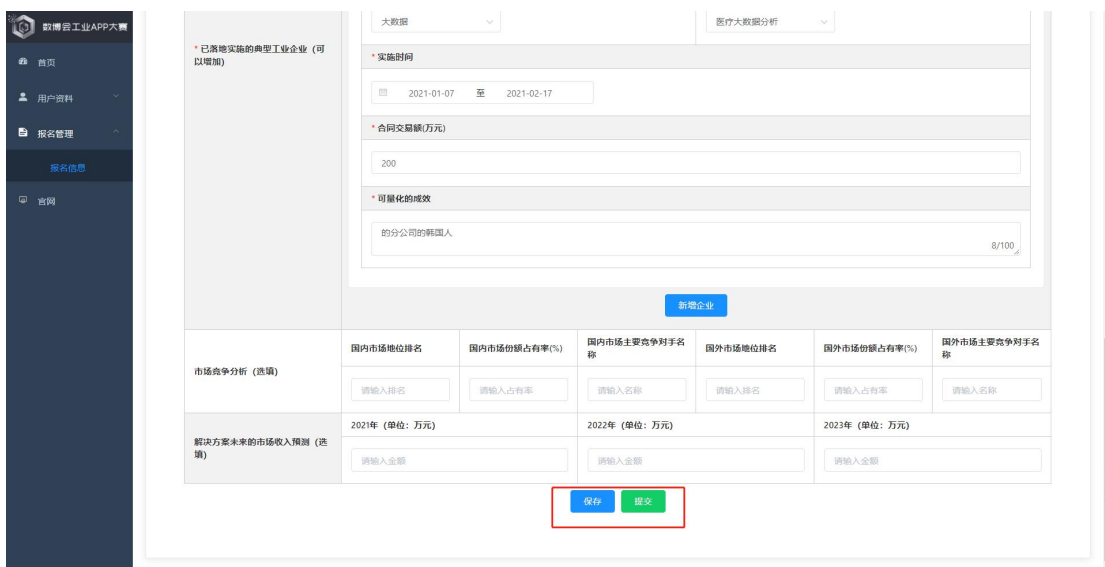 数博云工业APP大赛
首页
用户资料
报名管理
报名信息
官网
* 已落地实施的典型工业企业 (可
以增加)
大数据
医疗大数据分析
* 实施时间
2021-01-07 至 2021-02-17
* 合同交易额(万元)
200
* 可量化的成效
的分公司的韩国人
8/100
新增企业
市场竞争分析 (选填)
国内市场地位排名
国内市场份额占有率(%)
国内市场主要竞争对手名
称
国外市场地位排名
国外市场份额占有率(%)
国外市场主要竞争对手名
称
请输入排名
请输入占有率
请输入名称
请输入排名
请输入占有率
请输入名称
解决方案未来的市场收入预测 (选
填)
2021年 (单位: 万元)
2022年 (单位: 万元)
2023年 (单位: 万元)
请输入金额
请输入金额
请输入金额
保存
提交